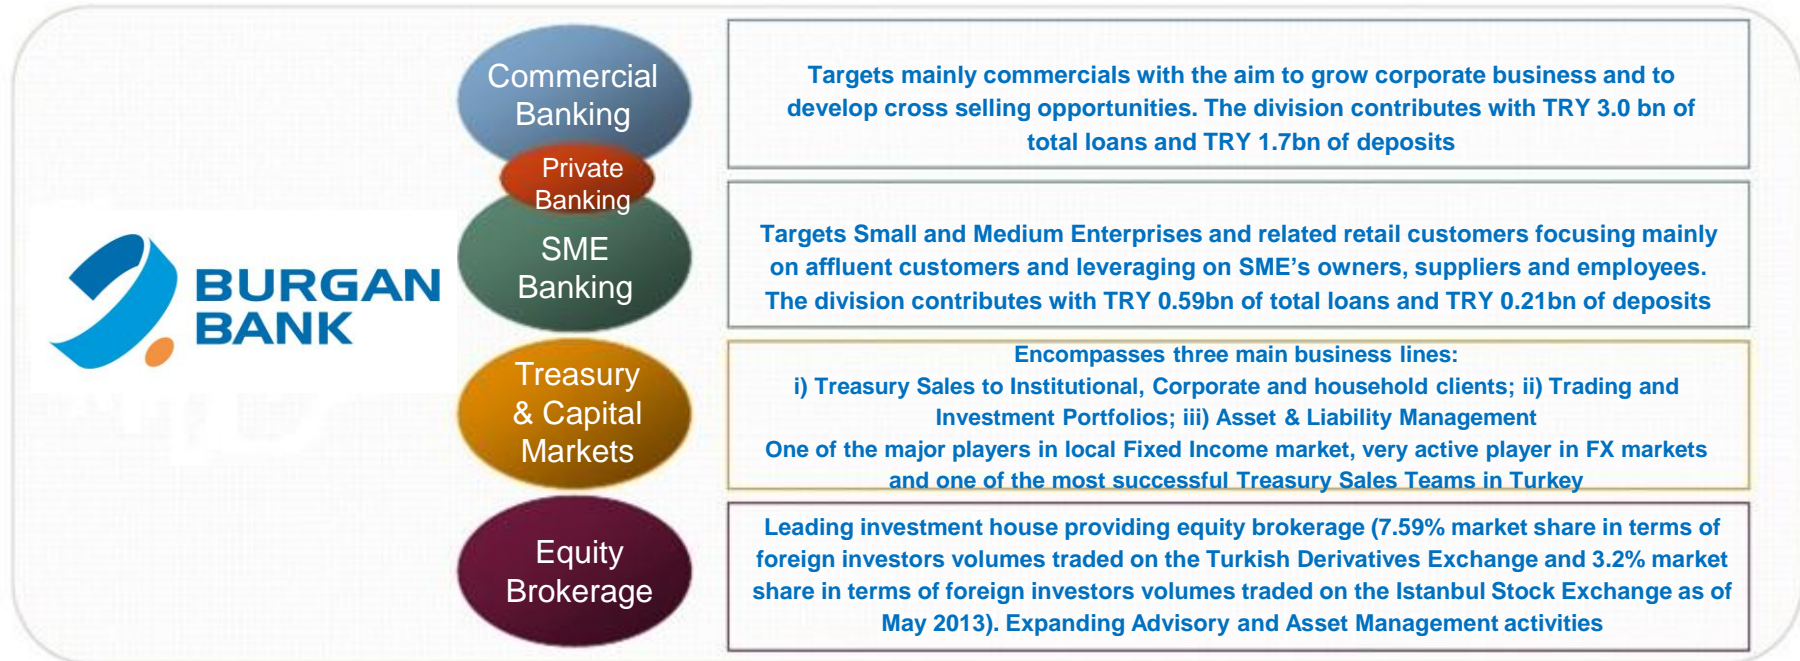 BURGAN
BANK
Commercial
Banking
Targets mainly commercials with the aim to grow corporate business and to
develop cross selling opportunities. The division contributes with TRY 3.0 bn of
total loans and TRY 1.7bn of deposits
Private
Banking
SME
Banking
Targets Small and Medium Enterprises and related retail customers focusing mainly
on affluent customers and leveraging on SME’s owners, suppliers and employees.
The division contributes with TRY 0.59bn of total loans and TRY 0.21bn of deposits
Treasury
& Capital
Markets
Encompasses three main business lines:
i) Treasury Sales to Institutional, Corporate and household clients; ii) Trading and
Investment Portfolios; iii) Asset & Liability Management
One of the major players in local Fixed Income market, very active player in FX markets
and one of the most successful Treasury Sales Teams in Turkey
Equity
Brokerage
Leading investment house providing equity brokerage (7.59% market share in terms of
foreign investors volumes traded on the Turkish Derivatives Exchange and 3.2% market
share in terms of foreign investors volumes traded on the Istanbul Stock Exchange as of
May 2013). Expanding Advisory and Asset Management activities